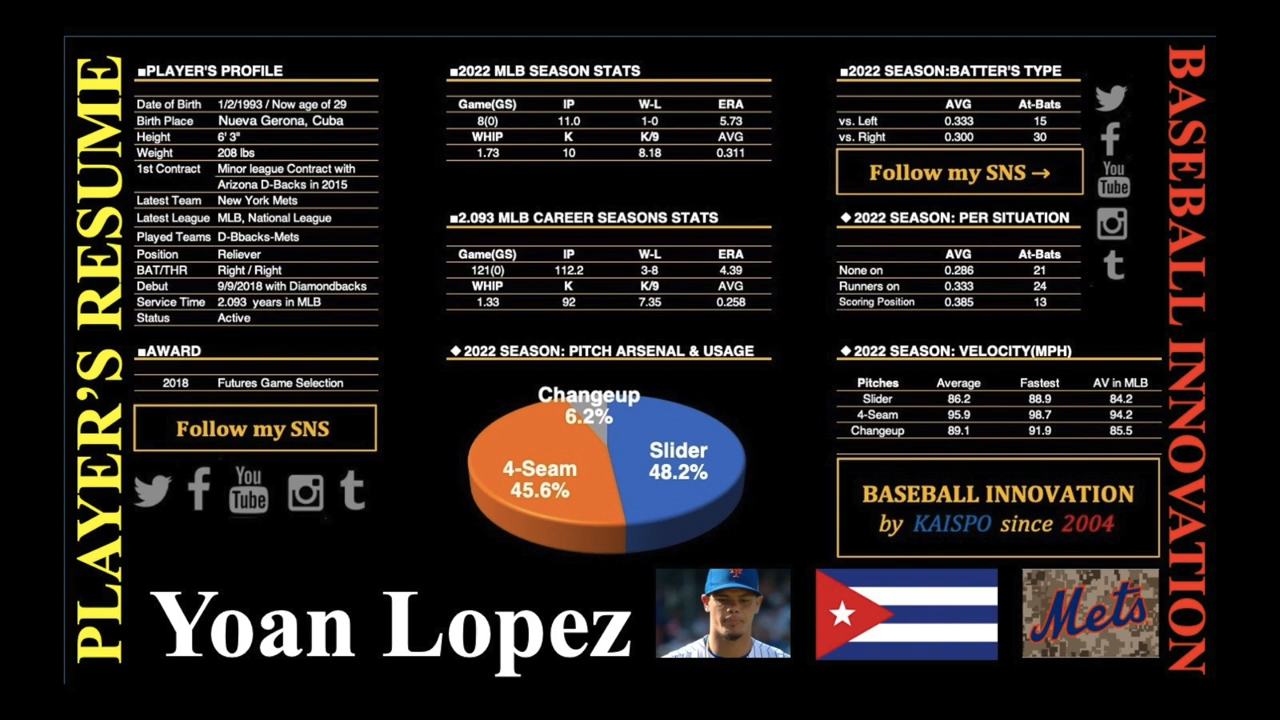 PLAYER'S RESUME
■PLAYER'S PROFILE
Date of Birth 1/2/1993 / Now age of 29
Birth Place Nueva Gerona, Cuba
Height 6' 3"
Weight 208 lbs
1st Contract Minor league Contract with
Arizona D-Backs in 2015
Latest Team New York Mets
Latest League MLB, National League
Played Teams D-Bbacks-Mets
Position Reliever
BAT/THR Right / Right
Debut 9/9/2018 with Diamondbacks
Service Time 2.093 years in MLB
Status Active
■AWARD
2018 Futures Game Selection
Follow my SNS
You
Tube
■2022 MLB SEASON STATS
Game(GS) IP W-L ERA
8(0) 11.0 1-0 5.73
WHIP K K/9 AVG
1.73 10 8.18 0.311
■2.093 MLB CAREER SEASONS STATS
Game(GS) IP W-L ERA
121(0) 112.2 3-8 4.39
WHIP K K/9 AVG
1.33 92 7.35 0.258
◆2022 SEASON: PITCH ARSENAL & USAGE
Changeup
6.2%
Slider
48.2%
4-Seam
45.6%
■2022 SEASON:BATTER'S TYPE
AVG At-Bats
vs. Left 0.333 15
vs. Right 0.300 30
Follow my SNS →
You
Tube
◆2022 SEASON: PER SITUATION
AVG At-Bats
None on 0.286 21
Runners on 0.333 24
Scoring Position 0.385 13
◆2022 SEASON: VELOCITY(MPH)
Pitches Average Fastest AV in MLB
Slider 86.2 88.9 84.2
4-Seam 95.9 98.7 94.2
Changeup 89.1 91.9 85.5
BASEBALL INNOVATION
by KAISPO since 2004
BASEBALL INNOVATION
Yoan Lopez
Mets